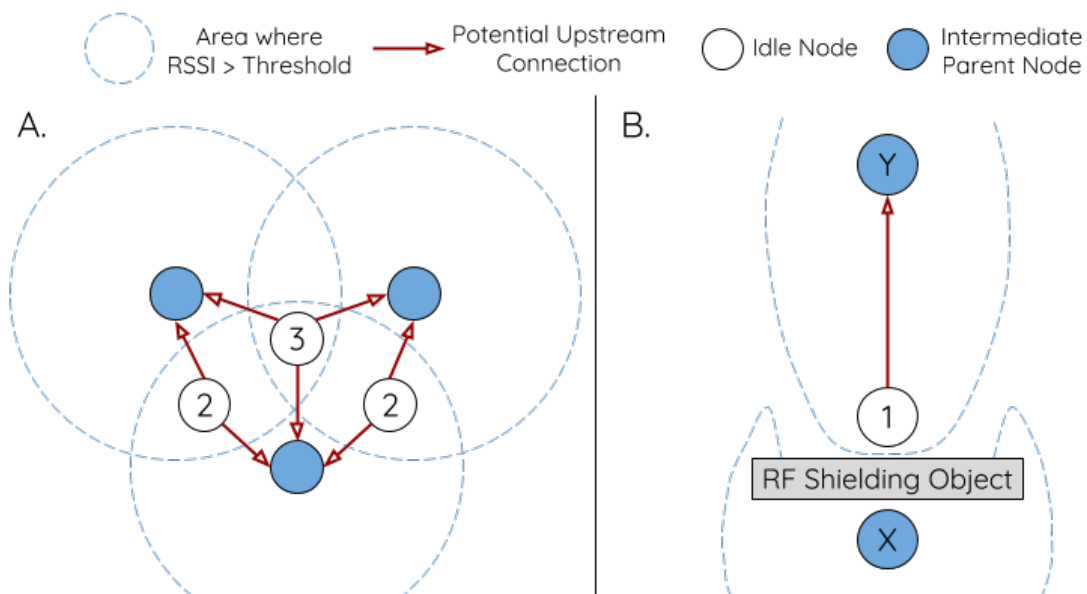 Area where
RSSI > Threshold
Potential Upstream
Connection
Idle Node
Intermediate
Parent Node
A.
3
2
2
B.
Y
1
RF Shielding Object
X